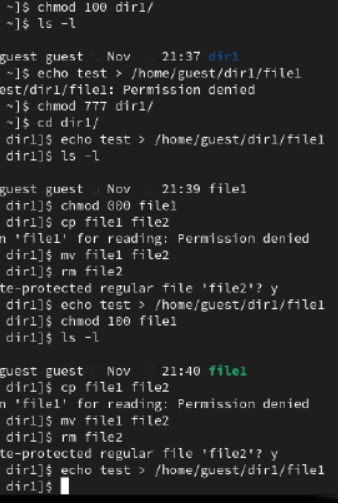 ~]$ chmod 100 dir1/
~]$ ls -l
guest guest Nov 21:37 dir1
~]$ echo test > /home/guest/dir1/file1
est/dir1/file1: Permission denied
~]$ chmod 777 dir1/
~]$ cd dir1/
dir1]$ echo test > /home/guest/dir1/file1
dir1]$ ls -l
guest guest Nov 21:39 file1
dir1]$ chmod 000 file1
dir1]$ cp file1 file2
n 'file1' for reading: Permission denied
dir1]$ mv file1 file2
dir1]$ rm file2
te-protected regular file 'file2'? y
dir1]$ echo test > /home/guest/dir1/file1
dir1]$ chmod 100 file1
dir1]$ ls -l
guest guest Nov 21:40 file1
dir1]$ cp file1 file2
n 'file1' for reading: Permission denied
dir1]$ mv file1 file2
dir1]$ rm file2
te-protected regular file 'file2'? y
dir1]$ echo test > /home/guest/dir1/file1
dir1]$